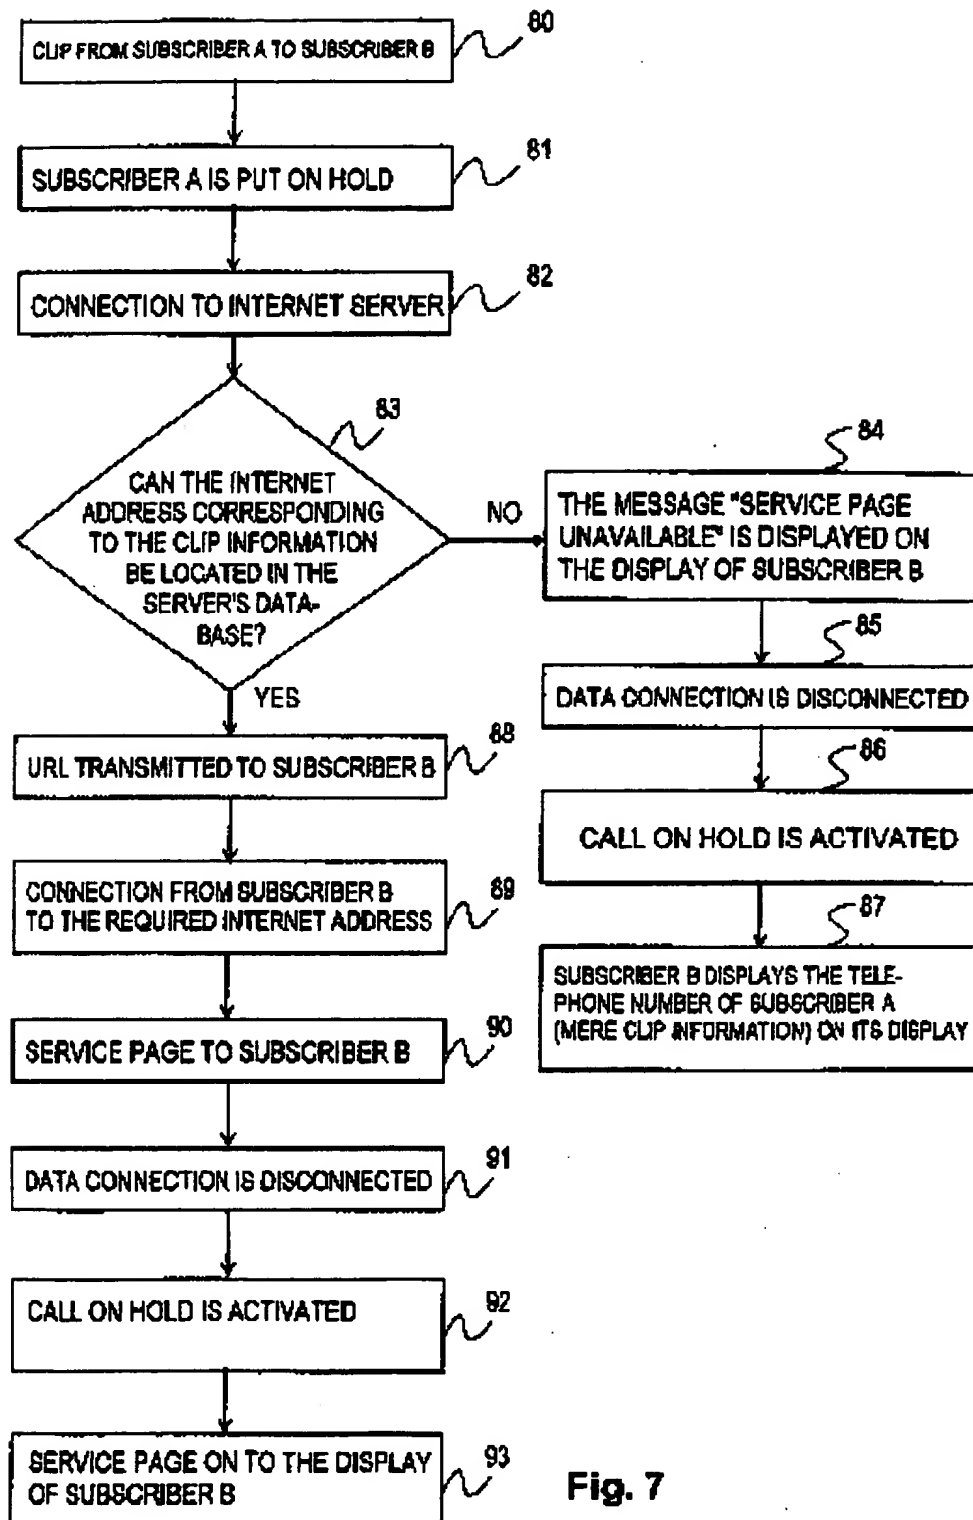 CLIP FROM SUBSCRIBER A TO SUBSCRIBER B
80
SUBSCRIBER A IS PUT ON HOLD
81
CONNECTION TO INTERNET SERVER
82
83
CAN THE INTERNET
ADDRESS CORRESPONDING
TO THE CLIP INFORMATION
BE LOCATED IN THE
SERVER'S DATA-
BASE?
NO
YES
84
THE MESSAGE "SERVICE PAGE
UNAVAILABLE" IS DISPLAYED ON
THE DISPLAY OF SUBSCRIBER B
85
DATA CONNECTION IS DISCONNECTED
86
CALL ON HOLD IS ACTIVATED
87
SUBSCRIBER B DISPLAYS THE TELE-
PHONE NUMBER OF SUBSCRIBER A
(MERE CLIP INFORMATION) ON ITS DISPLAY
URL TRANSMITTED TO SUBSCRIBER B
88
CONNECTION FROM SUBSCRIBER B
TO THE REQUIRED INTERNET ADDRESS
89
SERVICE PAGE TO SUBSCRIBER B
90
DATA CONNECTION IS DISCONNECTED
91
CALL ON HOLD IS ACTIVATED
92
SERVICE PAGE ON TO THE DISPLAY
OF SUBSCRIBER B
93
Fig. 7